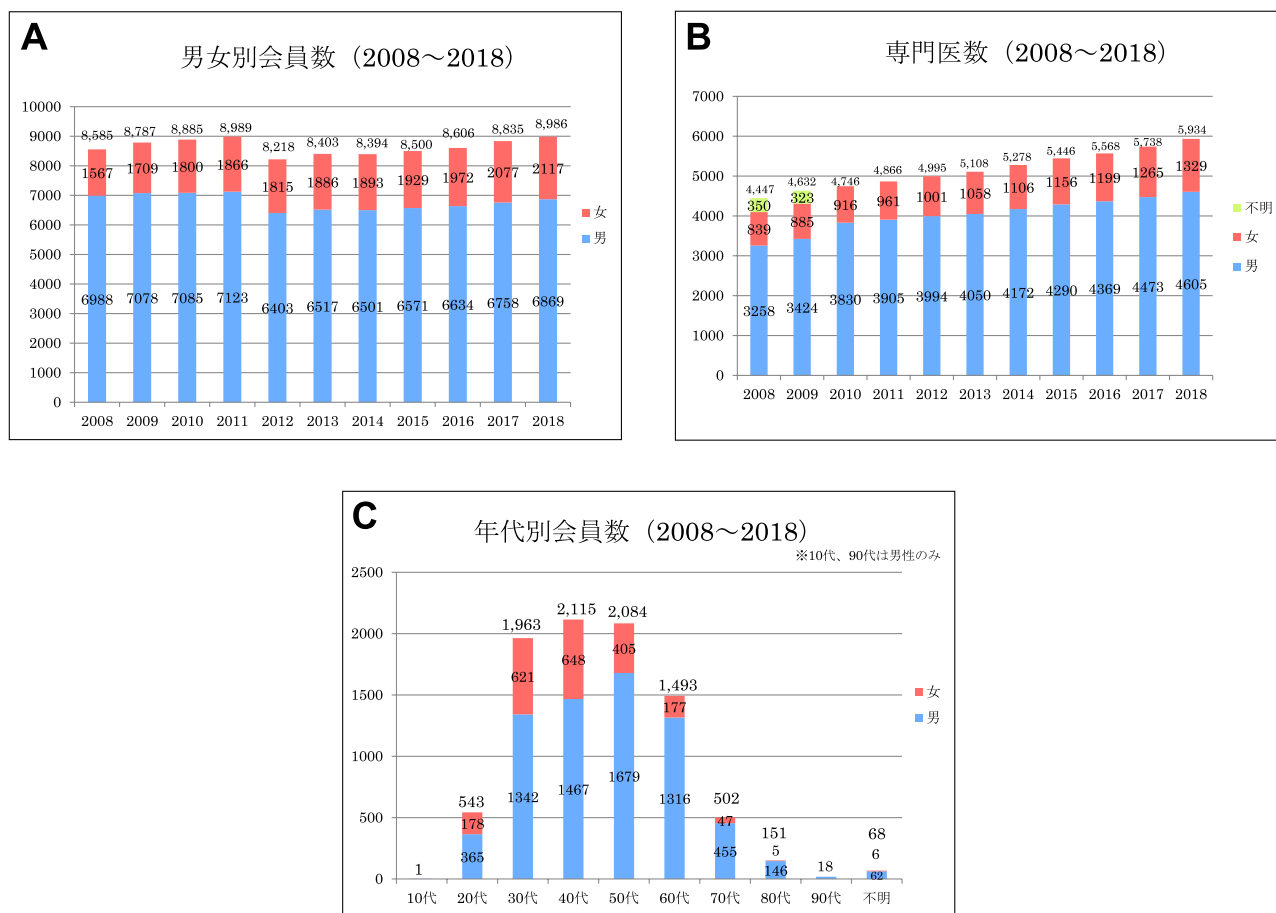 A
男女別会員数（2008～2018）
10000
9000
8000
7000
6000
5000
4000
3000
2000
1000
0
8,585 8,787 8,885 8,989 8,218 8,403 8,394 8,500 8,606 8,835 8,986
1567 1709 1800 1866 1815 1886 1893 1929 1972 2077 2117
6988 7078 7085 7123 6403 6517 6501 6571 6634 6758 6869
2008 2009 2010 2011 2012 2013 2014 2015 2016 2017 2018
女
男
B
専門医数（2008～2018）
7000
6000
5000
4000
3000
2000
1000
0
4,447 4,632 4,746 4,866 4,995 5,108 5,278 5,446 5,568 5,738 5,934
350 323
839 885 916 961 1001 1058 1106 1156 1199 1265 1329
3258 3424 3830 3905 3994 4050 4172 4290 4369 4473 4605
2008 2009 2010 2011 2012 2013 2014 2015 2016 2017 2018
不明
女
男
C
年代別会員数（2008～2018）
※10代、90代は男性のみ
2500
2000
1500
1000
500
0
1 543 1,963 2,115 2,084 1,493 502 151 18 68
178 621 648 405 177 47 5 6
365 1342 1467 1679 1316 455 146 62
10代 20代 30代 40代 50代 60代 70代 80代 90代 不明
女
男